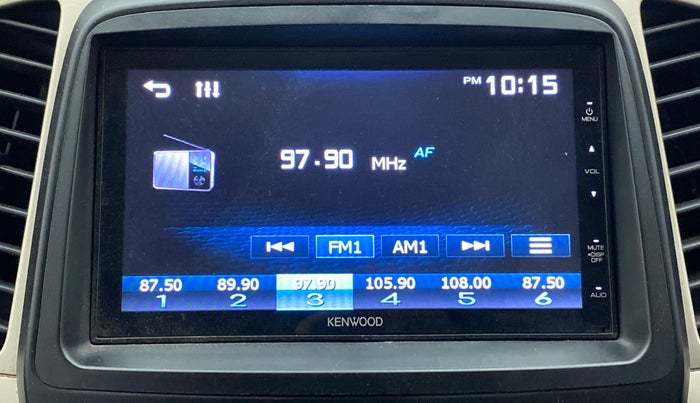 PM 10:15
MENU
97.90 MHz AF
VOL
FM1 AM1
MUTE
•DISP OFF
87.50 89.90 97.90 105.90 108.00 87.50
1 2 3 4 5 6
AUD
KENWOOD